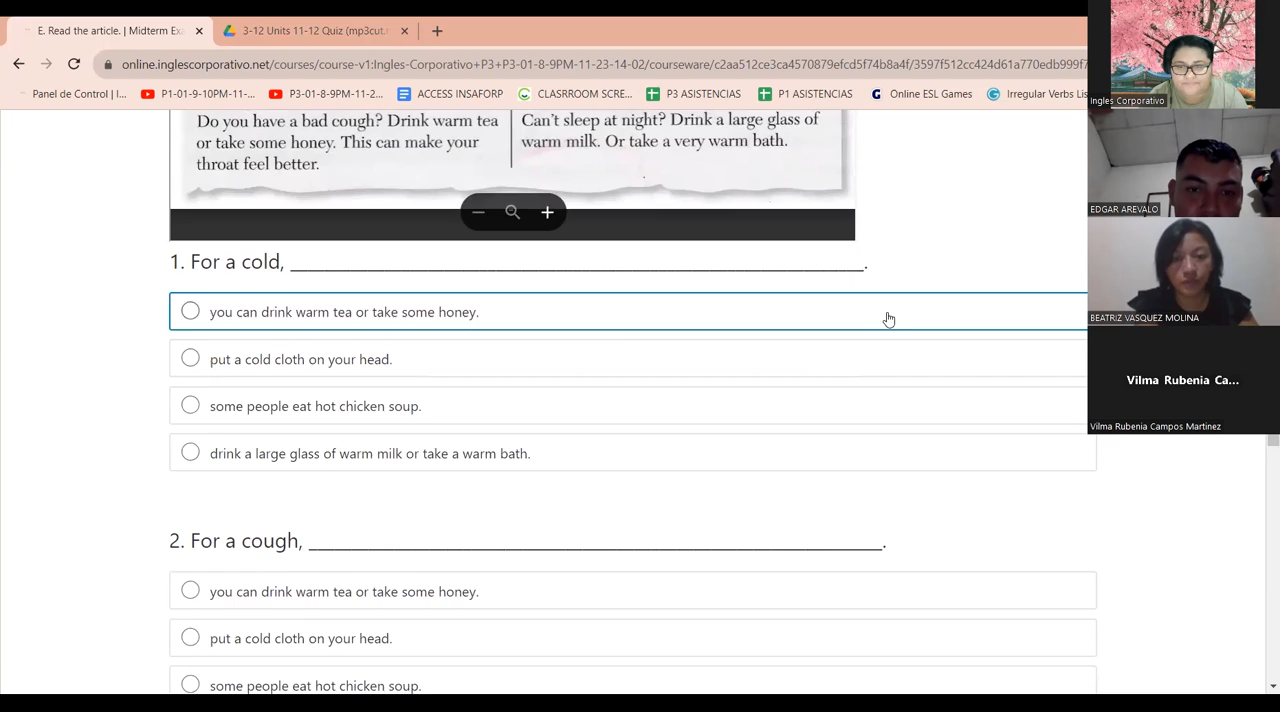 E. Read the article. | Midterm Exa
3-12 Units 11-12 Quiz (mp3cut.
online.inglescorporativo.net/courses/course-v1:Ingles-Corporativo+P3+P3-01-8-9PM-11-23-14-02/courseware/c2aa512ce3ca4570879efcd5f74b8a4f/3597f512cc424d61a770edb999f7
Panel de Control | I...
P1-01-9-10PM-11-...
P3-01-8-9PM-11-2...
ACCESS INSAFORP
CLASRROOM SCRE...
P3 ASISTENCIAS
P1 ASISTENCIAS
Online ESL Games
Irregular Verbs Lis
Do you have a bad cough? Drink warm tea
or take some honey. This can make your
throat feel better.
Can't sleep at night? Drink a large glass of
warm milk. Or take a very warm bath.
1. For a cold, ______________________________________________.
you can drink warm tea or take some honey.
put a cold cloth on your head.
some people eat hot chicken soup.
drink a large glass of warm milk or take a warm bath.
2. For a cough, ______________________________________________.
you can drink warm tea or take some honey.
put a cold cloth on your head.
some people eat hot chicken soup.
Ingles Corporativo
EDGAR AREVALO
BEATRIZ VASQUEZ MOLINA
Vilma Rubenia Ca...
Vilma Rubenia Campos Martinez